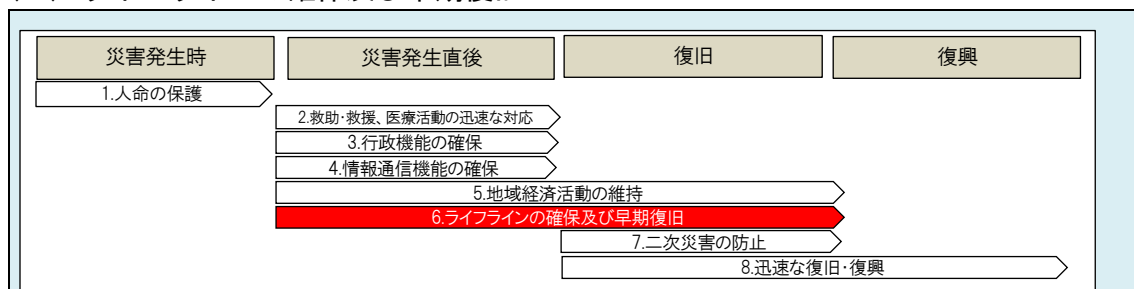 災害発生時 災害発生直後 復旧 復興
1.人命の保護
2.救助・救援、医療活動の迅速な対応
3.行政機能の確保
4.情報通信機能の確保
5.地域経済活動の維持
6.ライフラインの確保及び早期復旧
7.二次災害の防止
8.迅速な復旧・復興